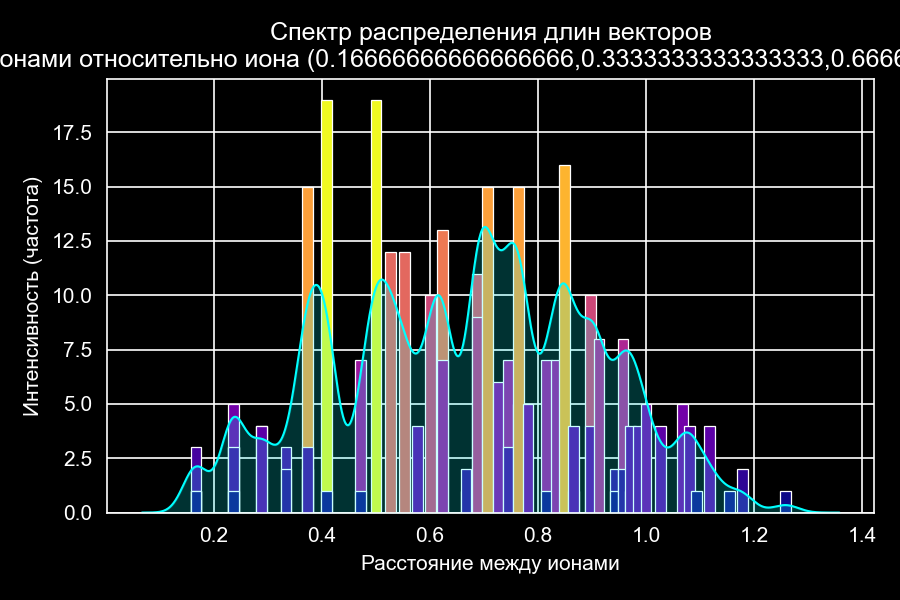 Спектр распределения длин векторов
онами относительно иона (0.16666666666666666,0.3333333333333333,0.6666
Интенсивность (частота)
17.5
15.0
12.5
10.0
7.5
5.0
2.5
0.0
0.2 0.4 0.6 0.8 1.0 1.2 1.4
Расстояние между ионами